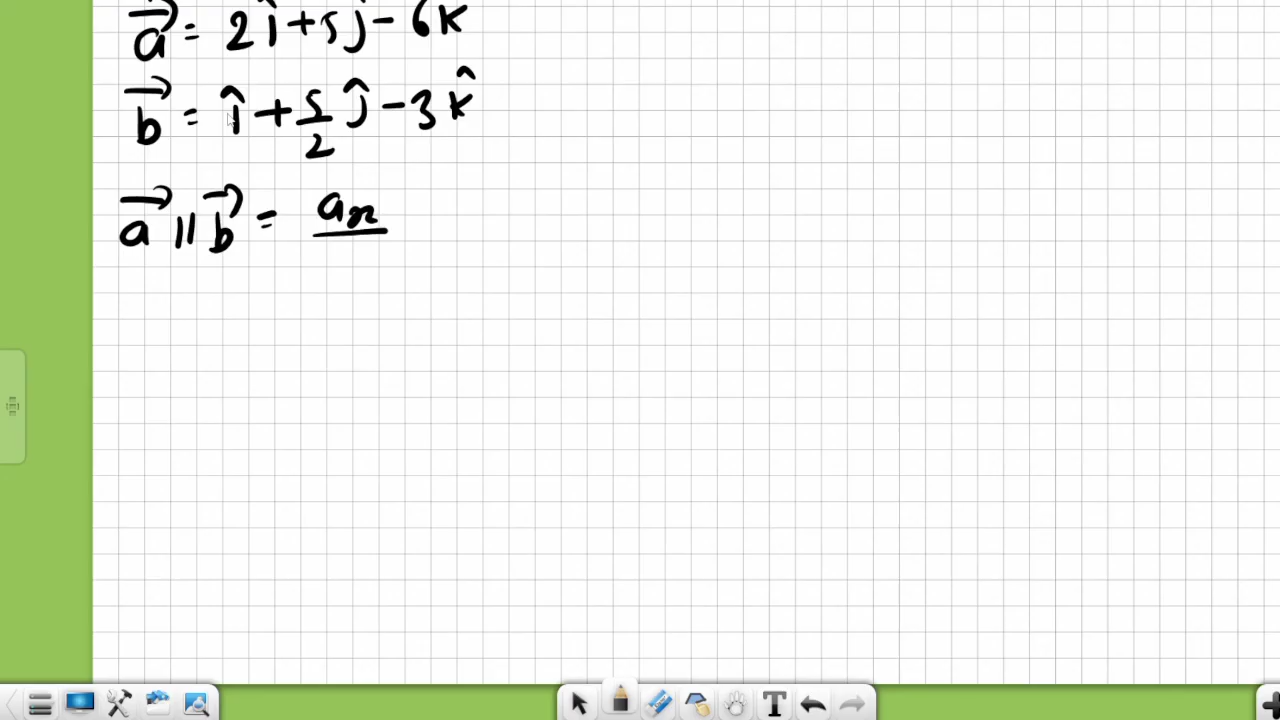 a⃗ = 2î + 5ĵ - 6k
b⃗ = î + 5/2 ĵ - 3k̂
a⃗ || b⃗ = aₓ
T